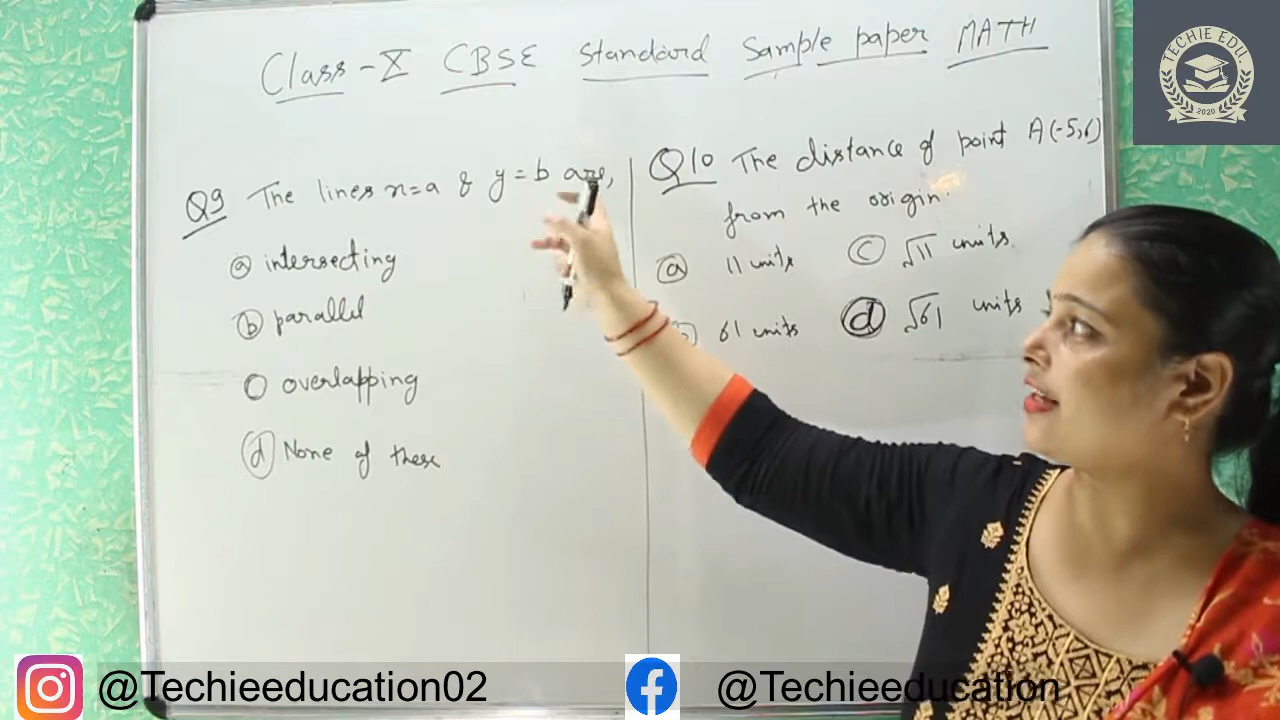 Class-X CBSE Standard Sample paper MATH
TECHIE EDU.
2020
Q9 The lines x=a & y=b are,
ⓐ intersecting
ⓑ parallel
overlapping
ⓓ None of these
Q10 The distance of point A(-5,6)
from the origin.
ⓐ 11 units
ⓒ √11 units.
61 units
ⓓ √61 units
@Techieeducation02
@Techieeducation